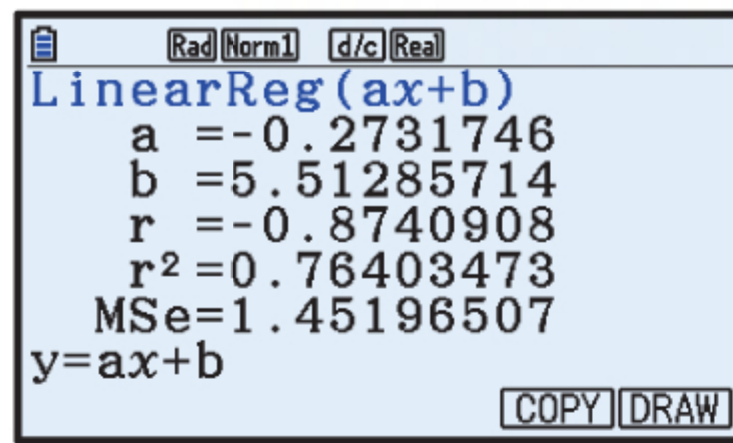 Rad Norm1 d/c Real
LinearReg(ax+b)
a =-0.2731746
b =5.51285714
r =-0.8740908
r²=0.76403473
MSe=1.45196507
y=ax+b
COPY DRAW